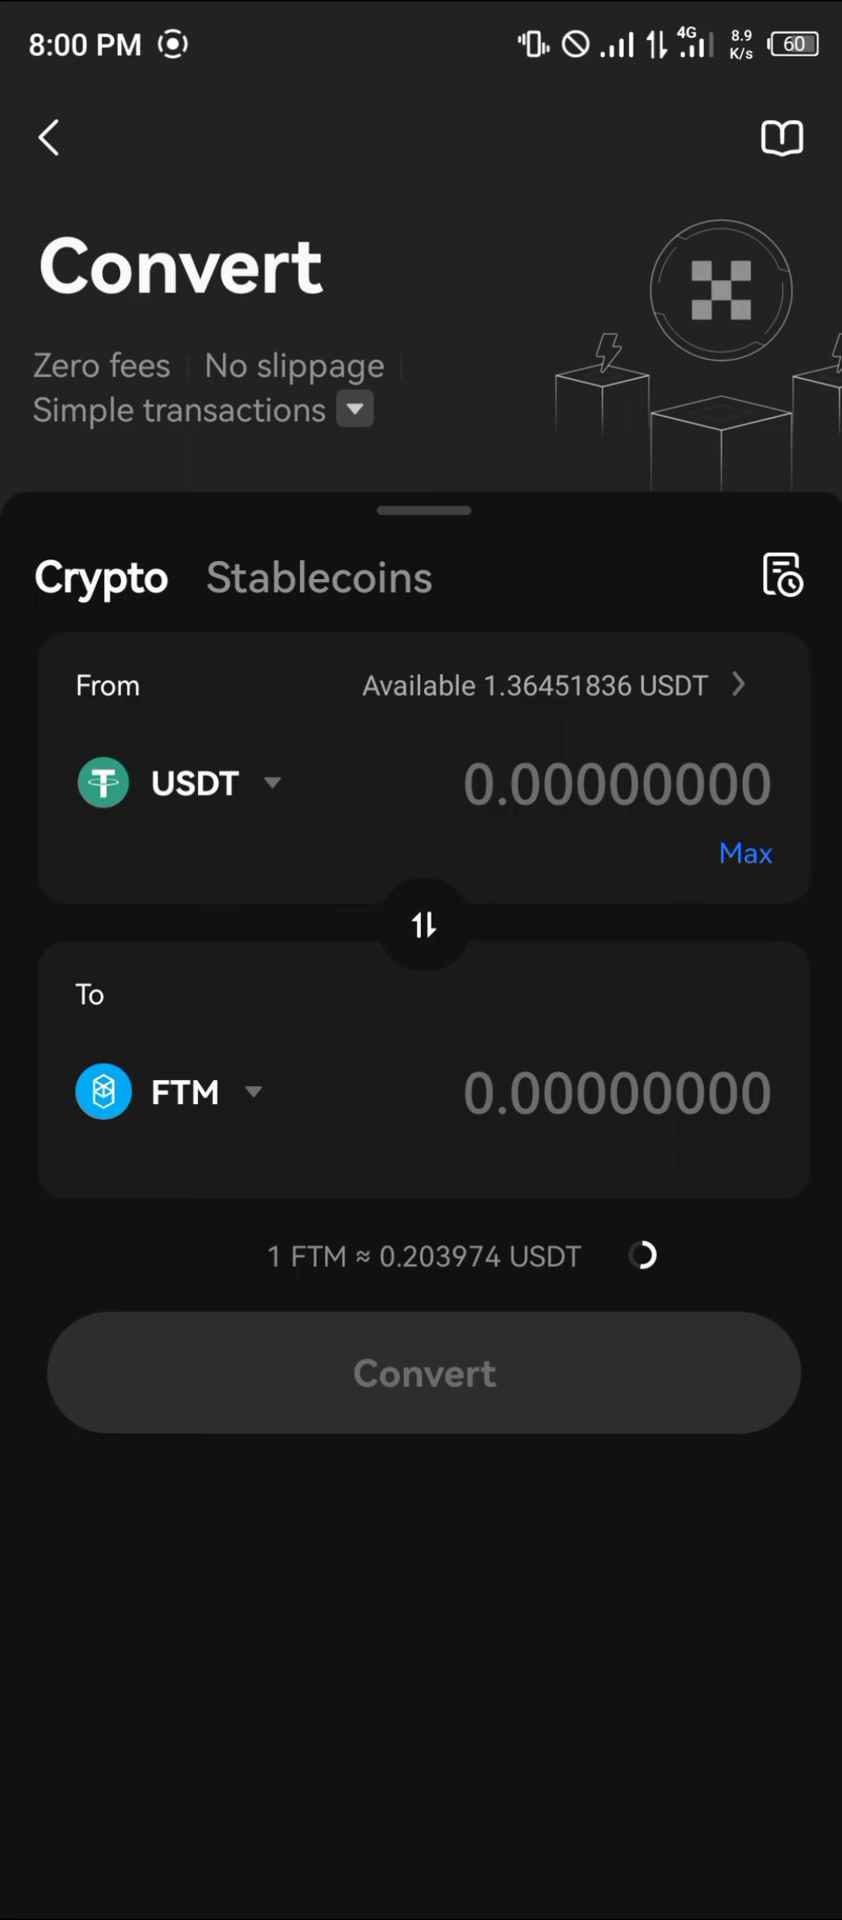 8:00 PM 4G 8.9 K/s 60
Convert
Zero fees No slippage
Simple transactions
Crypto Stablecoins
From Available 1.36451836 USDT
USDT 0.00000000
Max
To
FTM 0.00000000
1 FTM ≈ 0.203974 USDT
Convert